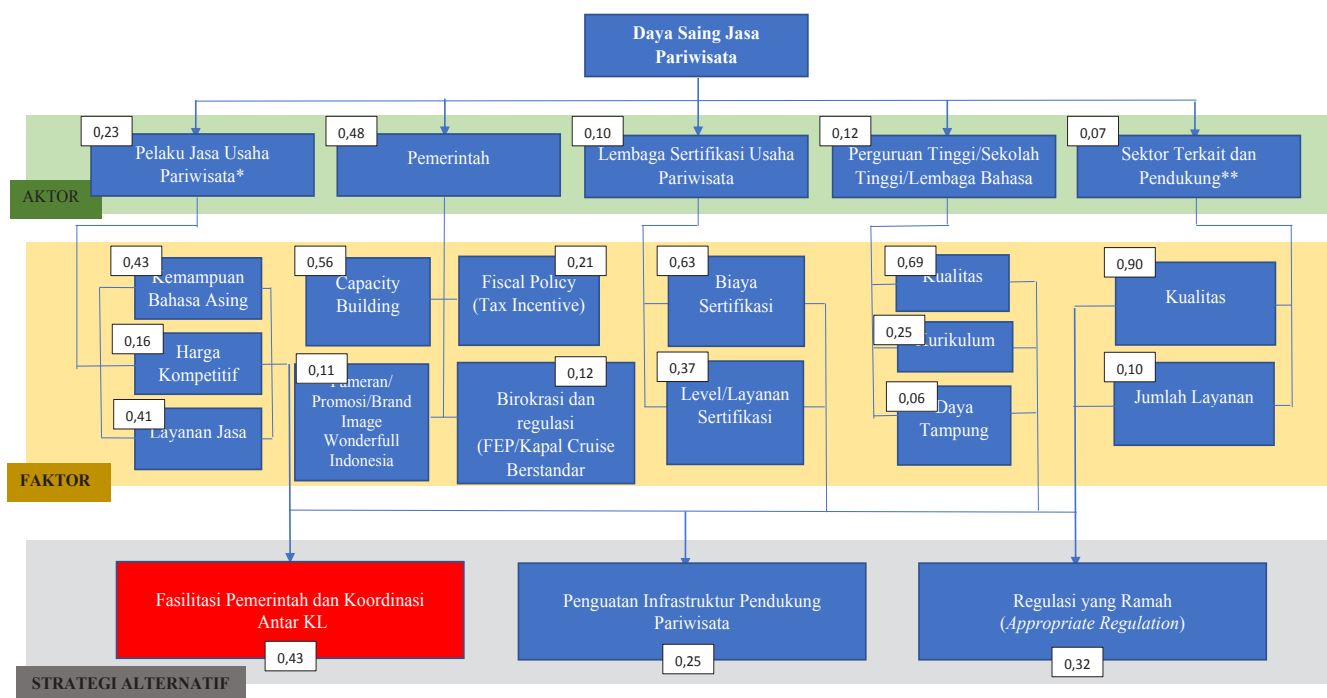 Daya Saing Jasa
Pariwisata
0,23
Pelaku Jasa Usaha
Pariwisata*
0,48
Pemerintah
0,10
Lembaga Sertifikasi Usaha
Pariwisata
0,12
Perguruan Tinggi/Sekolah
Tinggi/Lembaga Bahasa
0,07
Sektor Terkait dan
Pendukung**
AKTOR
0,43
Kemampuan
Bahasa Asing
0,16
Harga
Kompetitif
0,41
Layanan Jasa
0,56
Capacity
Building
0,21
Fiscal Policy
(Tax Incentive)
0,11
Pameran/
Promosi/Brand
Image
Wonderfull
Indonesia
0,12
Birokrasi dan
regulasi
(FEP/Kapal Cruise
Berstandar
0,63
Biaya
Sertifikasi
0,37
Level/Layanan
Sertifikasi
0,69
Kualitas
0,25
Kurikulum
0,06
Daya
Tampung
0,90
Kualitas
0,10
Jumlah Layanan
FAKTOR
Fasilitasi Pemerintah dan Koordinasi
Antar KL
0,43
Penguatan Infrastruktur Pendukung
Pariwisata
0,25
Regulasi yang Ramah
(Appropriate Regulation)
0,32
STRATEGI ALTERNATIF